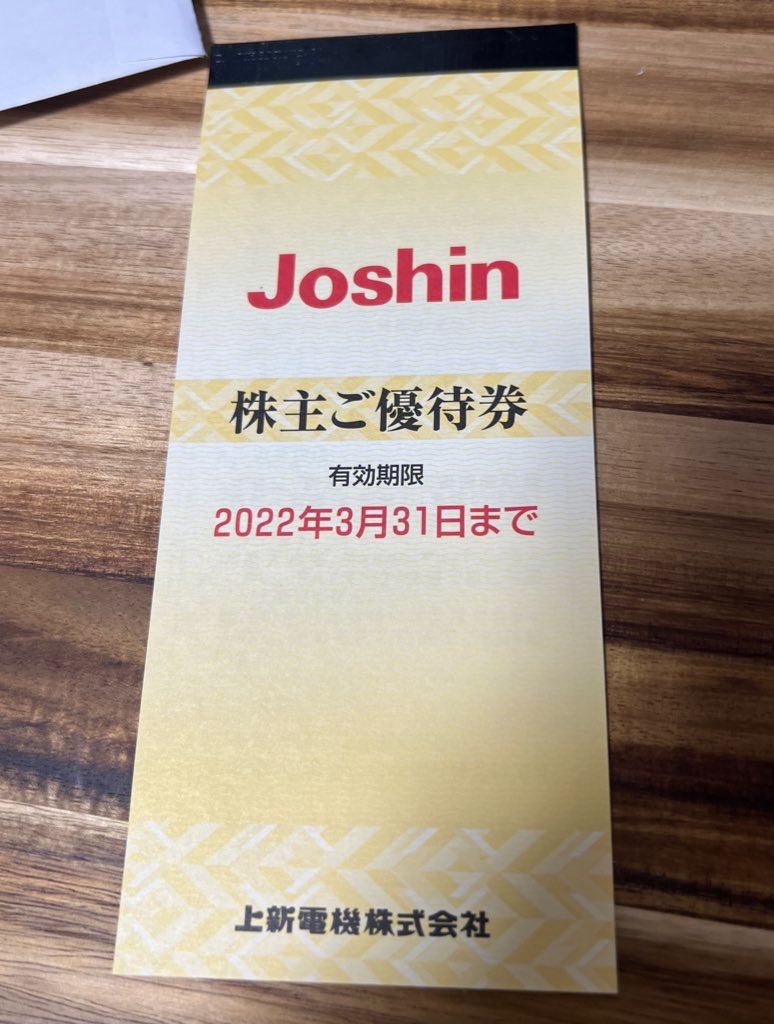 Joshin
株主ご優待券
有効期限
2022年3月31日まで
上新電機株式会社